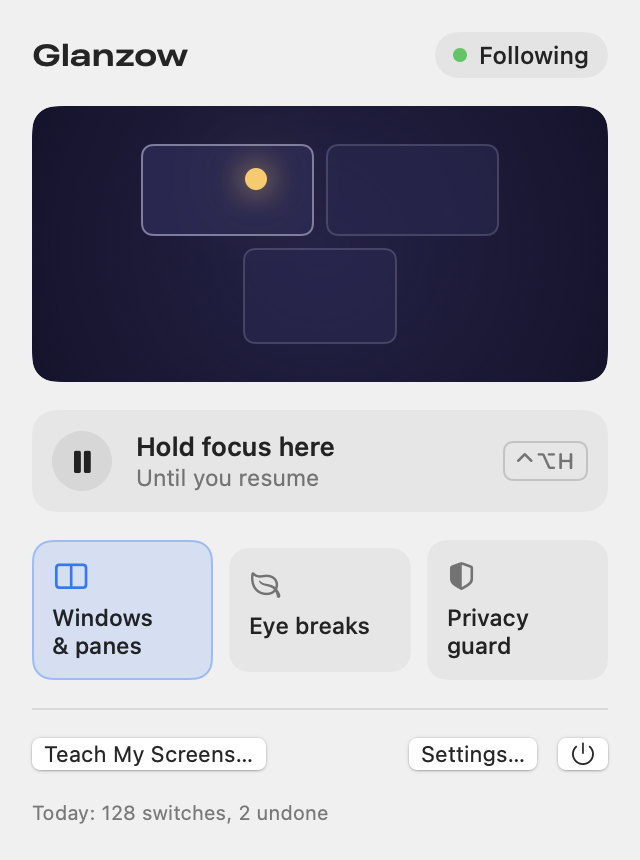 Glanzow
Following
Hold focus here
Until you resume
⌃⌥H
Windows
& panes
Eye breaks
Privacy
guard
Teach My Screens...
Settings...
Today: 128 switches, 2 undone